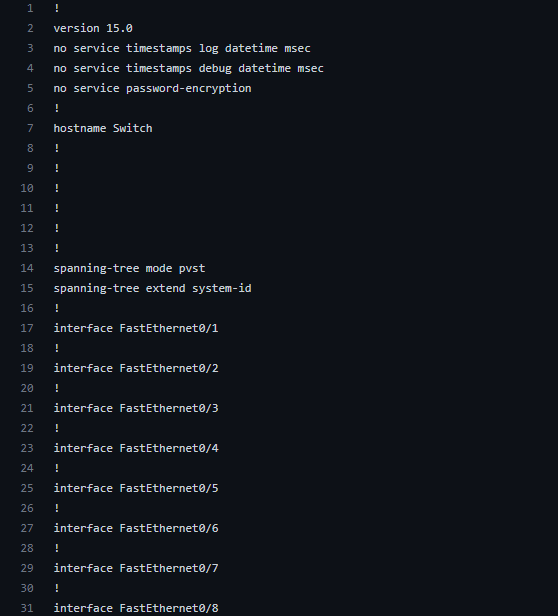 1 !
2 version 15.0
3 no service timestamps log datetime msec
4 no service timestamps debug datetime msec
5 no service password-encryption
6 !
7 hostname Switch
8 !
9 !
10 !
11 !
12 !
13 !
14 spanning-tree mode pvst
15 spanning-tree extend system-id
16 !
17 interface FastEthernet0/1
18 !
19 interface FastEthernet0/2
20 !
21 interface FastEthernet0/3
22 !
23 interface FastEthernet0/4
24 !
25 interface FastEthernet0/5
26 !
27 interface FastEthernet0/6
28 !
29 interface FastEthernet0/7
30 !
31 interface FastEthernet0/8